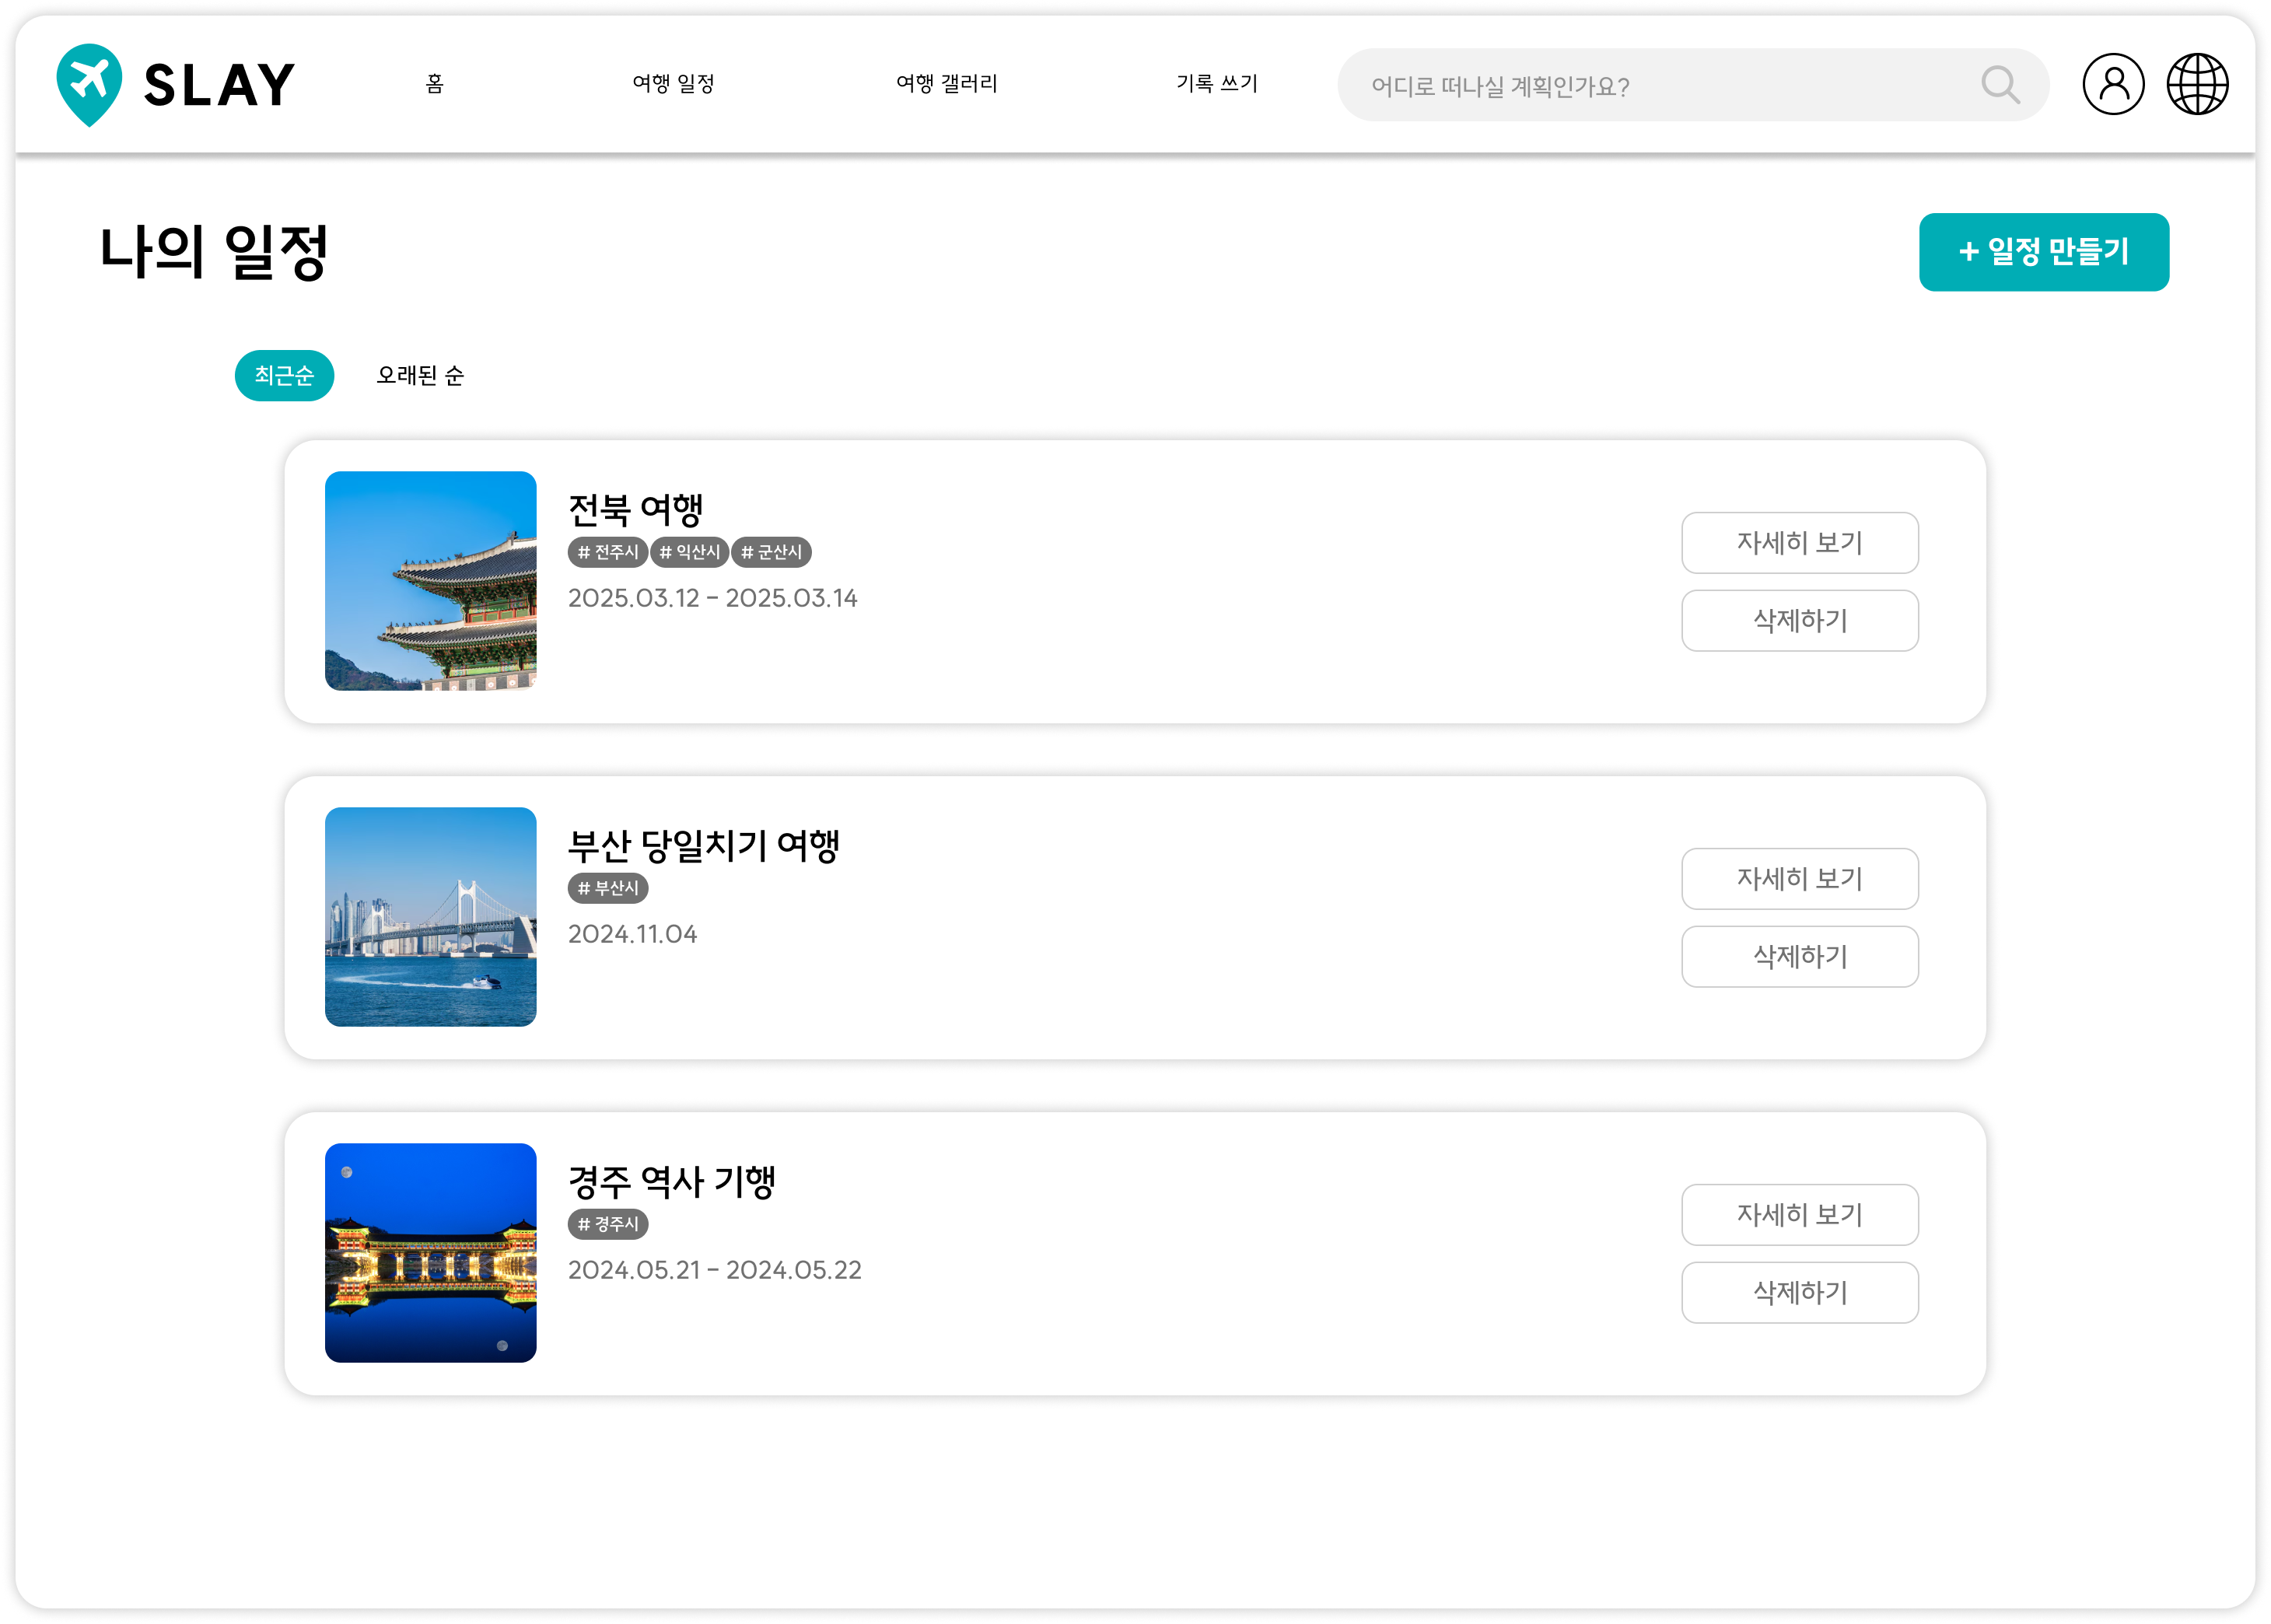 SLAY 홈 여행 일정 여행 갤러리 기록 쓰기 어디로 떠나실 계획인가요?
나의 일정 + 일정 만들기
최근순 오래된 순
전북 여행
# 전주시 # 익산시 # 군산시
2025.03.12 - 2025.03.14
자세히 보기
삭제하기
부산 당일치기 여행
# 부산시
2024.11.04
자세히 보기
삭제하기
경주 역사 기행
# 경주시
2024.05.21 - 2024.05.22
자세히 보기
삭제하기